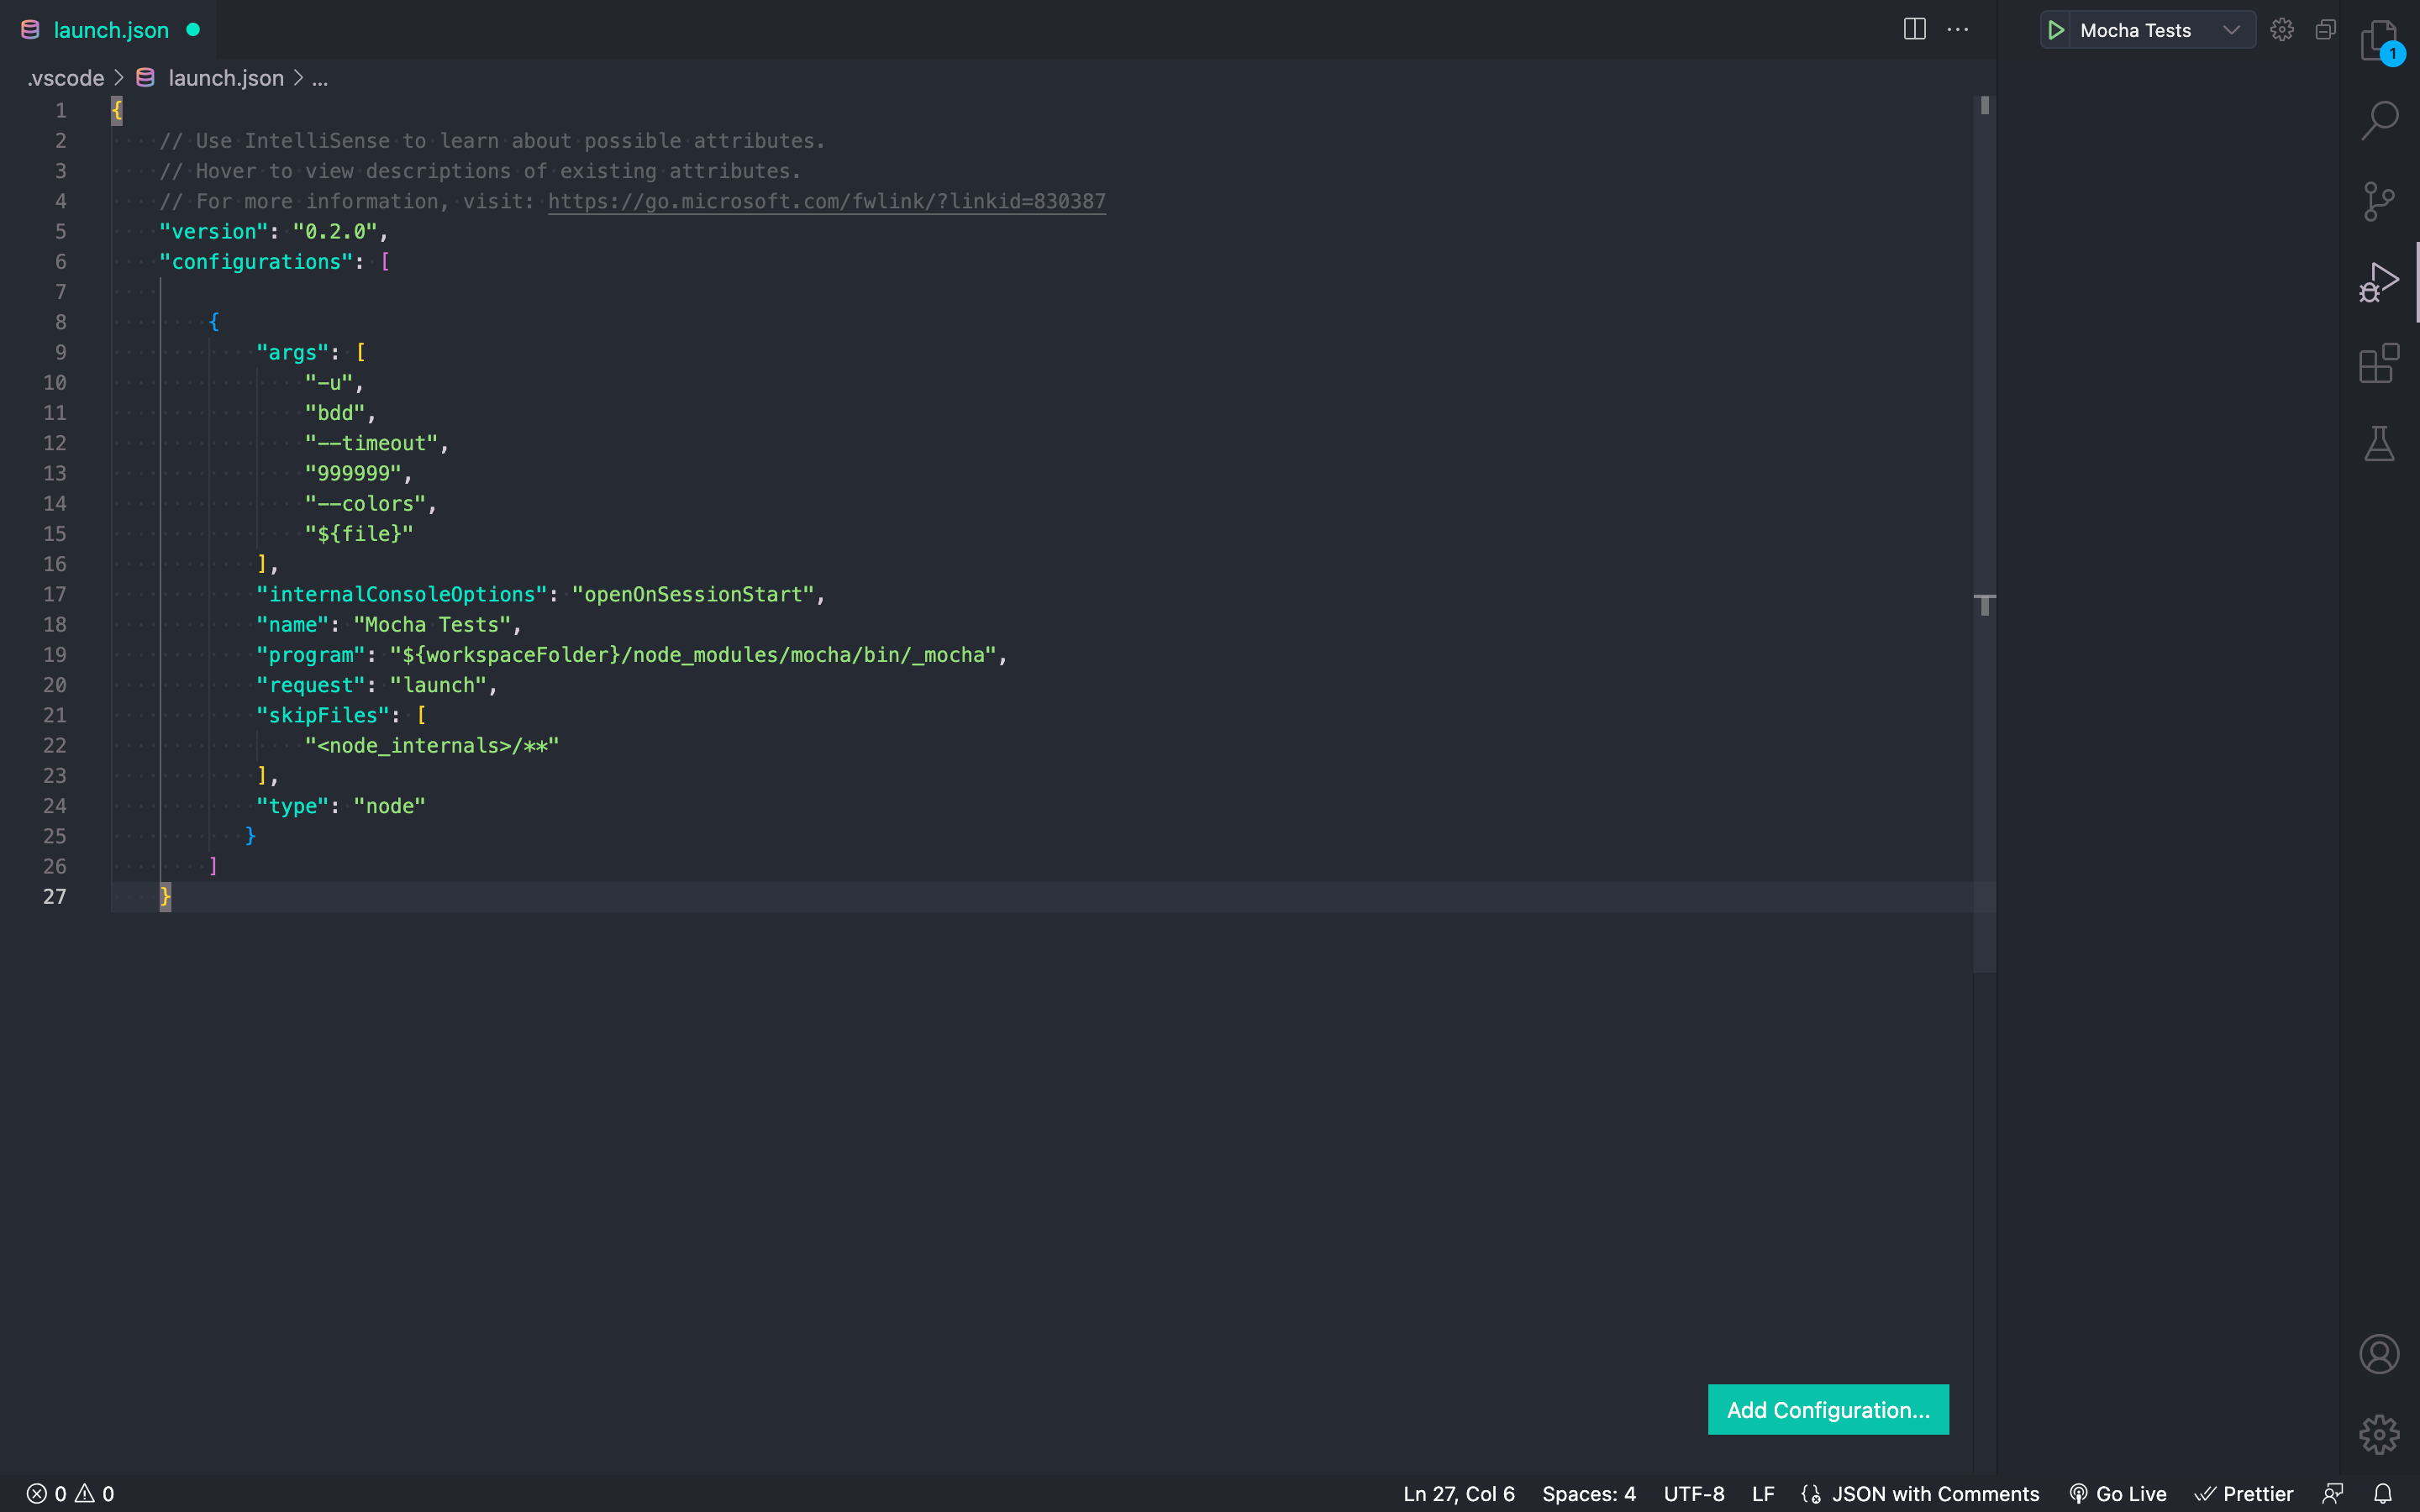 launch.json
Mocha Tests
1
.vscode > launch.json > ...
1 {
2 // Use IntelliSense to learn about possible attributes.
3 // Hover to view descriptions of existing attributes.
4 // For more information, visit: https://go.microsoft.com/fwlink/?linkid=830387
5 "version": "0.2.0",
6 "configurations": [
7
8 {
9 "args": [
10 "-u",
11 "bdd",
12 "--timeout",
13 "999999",
14 "--colors",
15 "${file}"
16 ],
17 "internalConsoleOptions": "openOnSessionStart",
18 "name": "Mocha Tests",
19 "program": "${workspaceFolder}/node_modules/mocha/bin/_mocha",
20 "request": "launch",
21 "skipFiles": [
22 "<node_internals>/**"
23 ],
24 "type": "node"
25 }
26 ]
27 }
Add Configuration...
0 0 Ln 27, Col 6 Spaces: 4 UTF-8 LF JSON with Comments Go Live Prettier